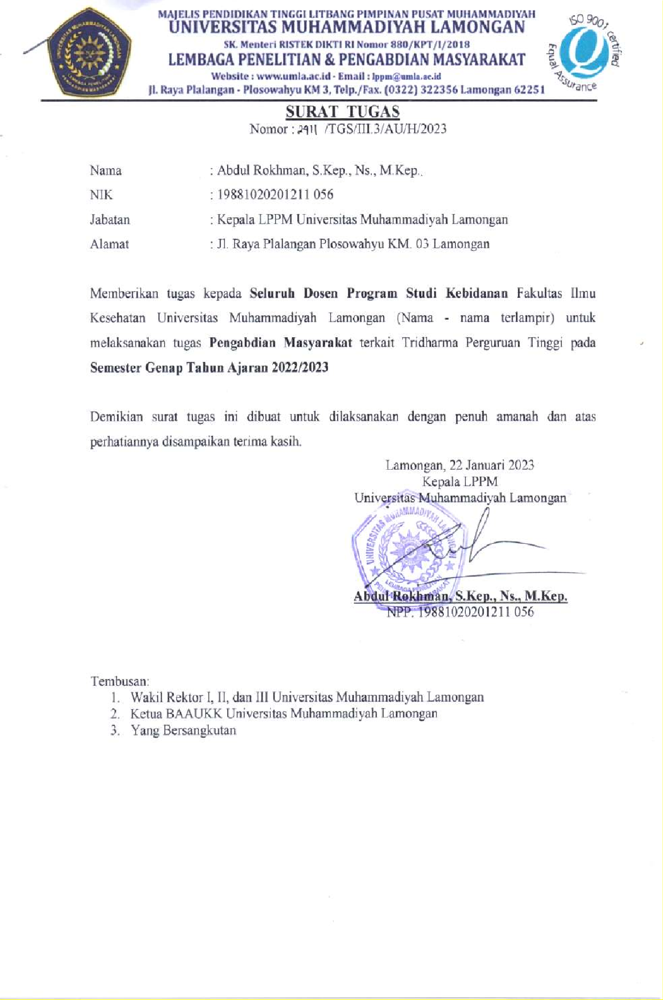 MAJELIS PENDIDIKAN TINGGI LITBANG PIMPINAN PUSAT MUHAMMADIYAH
UNIVERSITAS MUHAMMADIYAH LAMONGAN
SK. Menteri RISTEK DIKTI RI Nomor 880/KPT/I/2018
LEMBAGA PENELITIAN & PENGABDIAN MASYARAKAT
Website : www.umla.ac.id - Email : lppm@umla.ac.id
Jl. Raya Plalangan - Plosowahyu KM 3, Telp./Fax. (0322) 322356 Lamongan 62251
ISO 9001 certified
Equal Assurance
SURAT TUGAS
Nomor : 2911 /TGS/III.3/AU/H/2023
Nama : Abdul Rokhman, S.Kep., Ns., M.Kep..
NIK : 19881020201211 056
Jabatan : Kepala LPPM Universitas Muhammadiyah Lamongan
Alamat : Jl. Raya Plalangan Plosowahyu KM. 03 Lamongan
Memberikan tugas kepada Seluruh Dosen Program Studi Kebidanan Fakultas Ilmu
Kesehatan Universitas Muhammadiyah Lamongan (Nama - nama terlampir) untuk
melaksanakan tugas Pengabdian Masyarakat terkait Tridharma Perguruan Tinggi pada
Semester Genap Tahun Ajaran 2022/2023
Demikian surat tugas ini dibuat untuk dilaksanakan dengan penuh amanah dan atas
perhatiannya disampaikan terima kasih.
Lamongan, 22 Januari 2023
Kepala LPPM
Universitas Muhammadiyah Lamongan
UNIVERSITAS MUHAMMADIYAH LAMONGAN
LEMBAGA PENELITIAN
Abdul Rokhman, S.Kep., Ns., M.Kep.
NPP. 19881020201211 056
Tembusan:
1. Wakil Rektor I, II, dan III Universitas Muhammadiyah Lamongan
2. Ketua BAAUKK Universitas Muhammadiyah Lamongan
3. Yang Bersangkutan